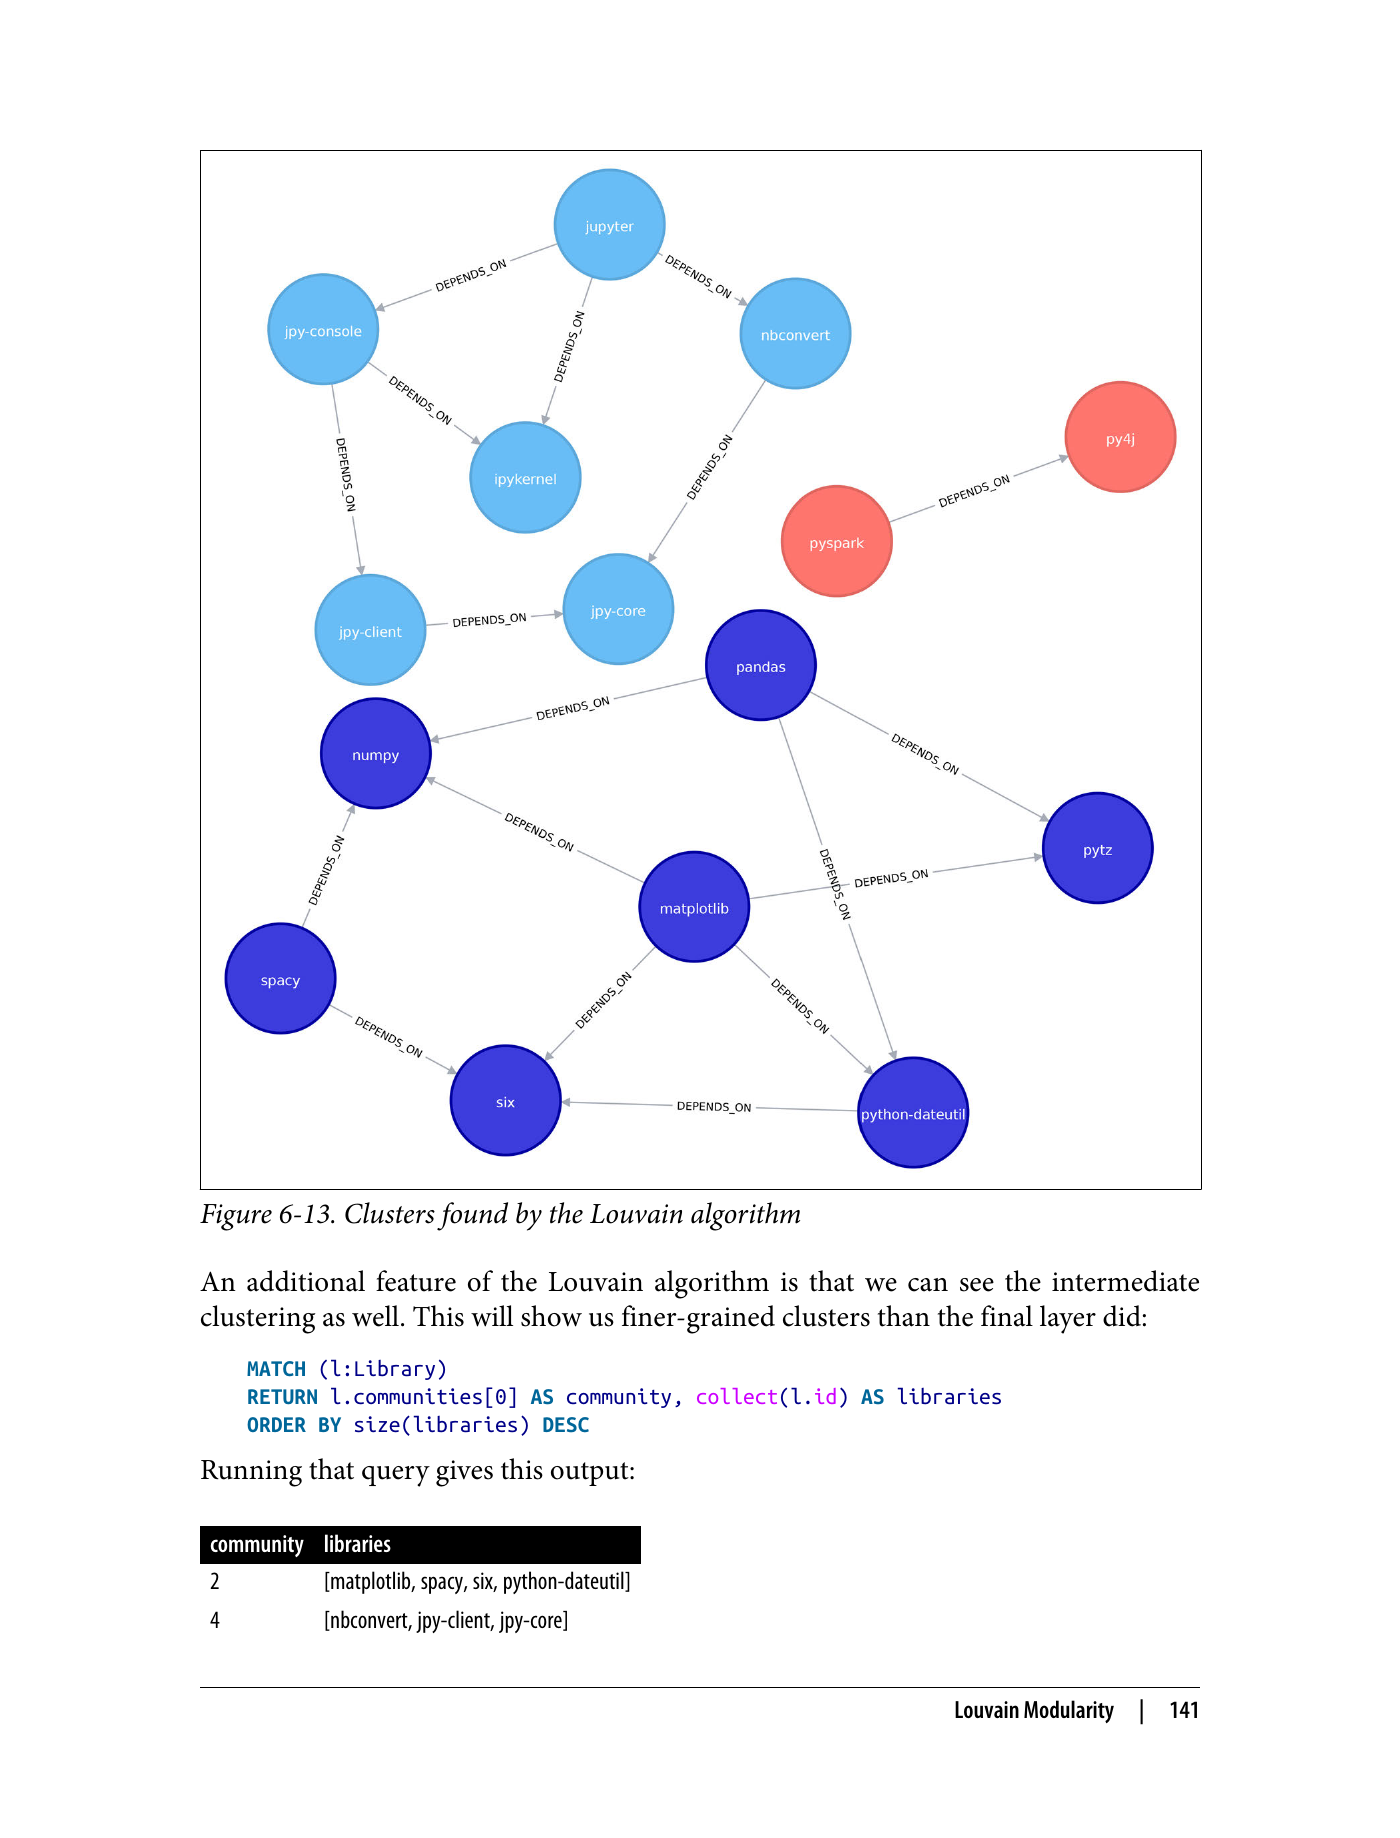 jupyter
DEPENDS_ON
DEPENDS_ON
jpy-console
DEPENDS_ON
nbconvert
DEPENDS_ON
DEPENDS_ON
DEPENDS_ON
ipykernel
py4j
DEPENDS_ON
pyspark
jpy-client
DEPENDS_ON
jpy-core
pandas
DEPENDS_ON
numpy
DEPENDS_ON
DEPENDS_ON
DEPENDS_ON
pytz
DEPENDS_ON
DEPENDS_ON
DEPENDS_ON
matplotlib
spacy
DEPENDS_ON
DEPENDS_ON
DEPENDS_ON
six
DEPENDS_ON
python-dateutil
Figure 6-13. Clusters found by the Louvain algorithm
An additional feature of the Louvain algorithm is that we can see the intermediate
clustering as well. This will show us finer-grained clusters than the final layer did:
MATCH (l:Library)
RETURN l.communities[0] AS community, collect(l.id) AS libraries
ORDER BY size(libraries) DESC
Running that query gives this output:
community libraries
2 [matplotlib, spacy, six, python-dateutil]
4 [nbconvert, jpy-client, jpy-core]
Louvain Modularity | 141